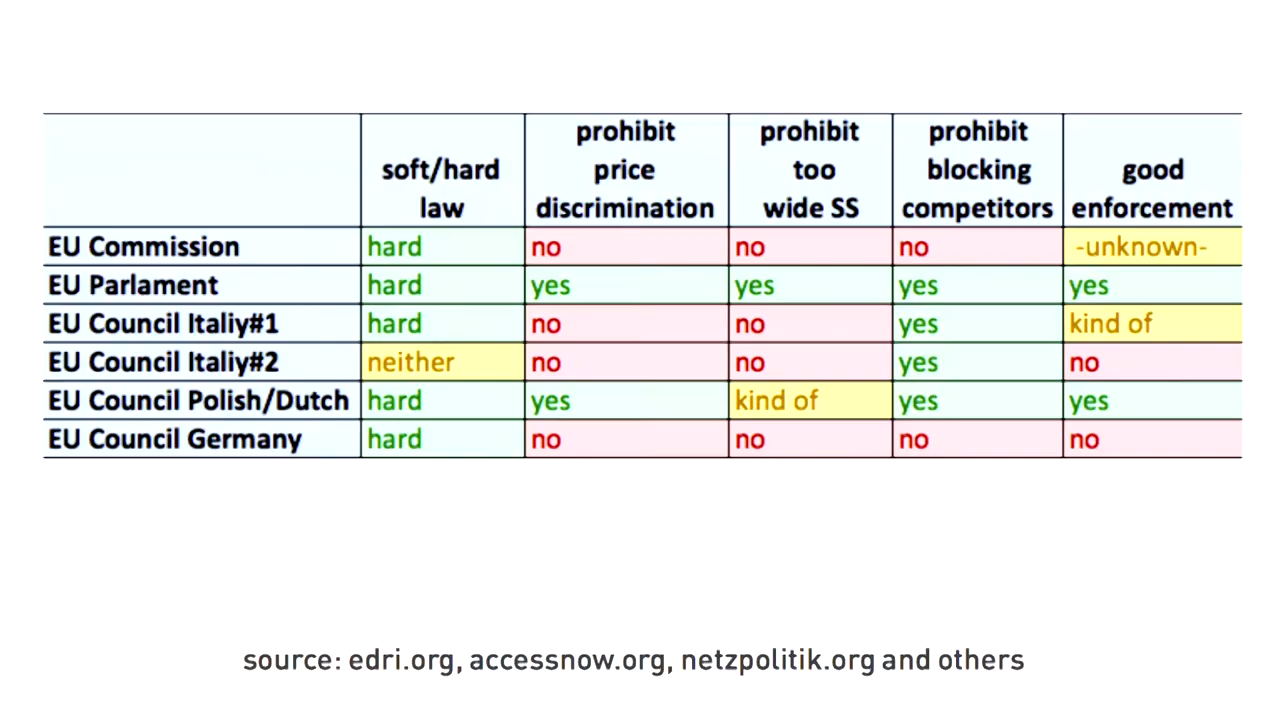 soft/hard law prohibit price discrimination prohibit too wide SS prohibit blocking competitors good enforcement
EU Commission hard no no no -unknown-
EU Parlament hard yes yes yes yes
EU Council Italiy#1 hard no no yes kind of
EU Council Italiy#2 neither no no yes no
EU Council Polish/Dutch hard yes kind of yes yes
EU Council Germany hard no no no no
source: edri.org, accessnow.org, netzpolitik.org and others